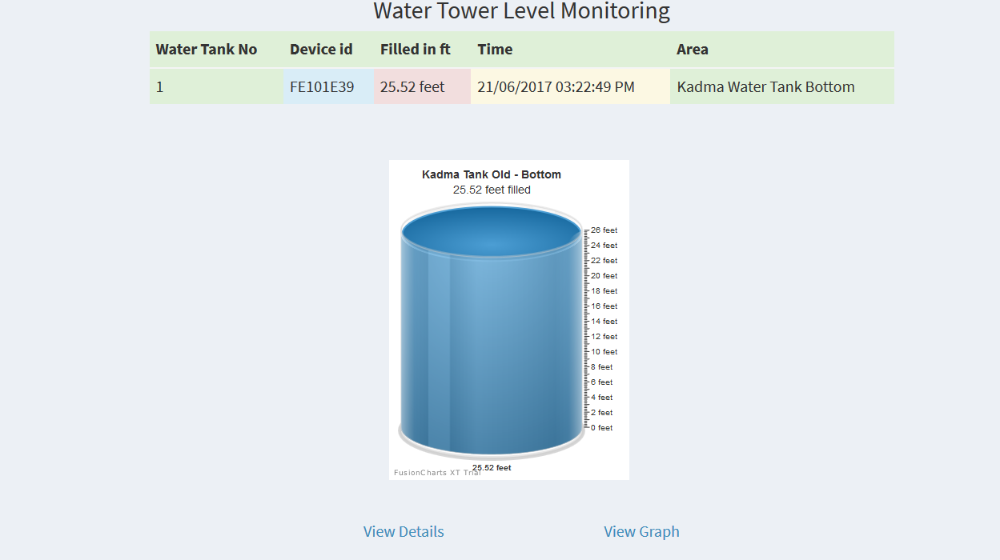 Water Tower Level Monitoring
Water Tank No Device id Filled in ft Time Area
1 FE101E39 25.52 feet 21/06/2017 03:22:49 PM Kadma Water Tank Bottom
Kadma Tank Old - Bottom
25.52 feet filled
26 feet
24 feet
22 feet
20 feet
18 feet
16 feet
14 feet
12 feet
10 feet
8 feet
6 feet
4 feet
2 feet
0 feet
25.52 feet
FusionCharts XT Trial
View Details View Graph